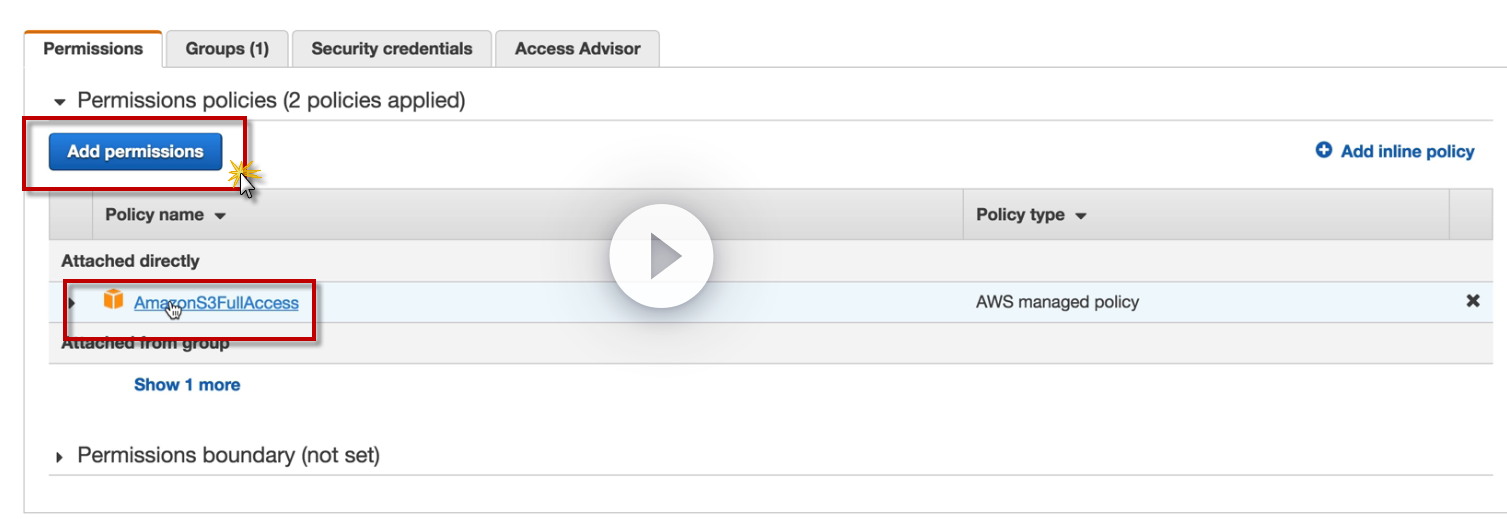 Permissions Groups (1) Security credentials Access Advisor
Permissions policies (2 policies applied)
Add permissions Add inline policy
Policy name Policy type
Attached directly
AmazonS3FullAccess AWS managed policy
Attached from group
Show 1 more
Permissions boundary (not set)